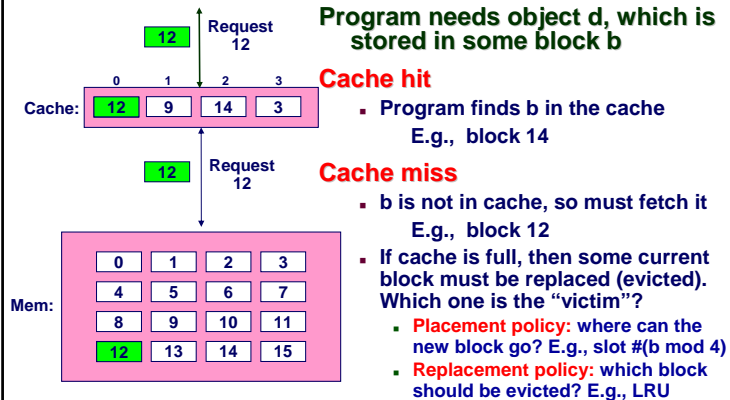 12
Request
12
0 1 2 3
Cache: 12 9 14 3
12
Request
12
Mem:
0 1 2 3
4 5 6 7
8 9 10 11
12 13 14 15
Program needs object d, which is
stored in some block b
Cache hit
▪ Program finds b in the cache
E.g., block 14
Cache miss
▪ b is not in cache, so must fetch it
E.g., block 12
▪ If cache is full, then some current
block must be replaced (evicted).
Which one is the “victim”?
▪ Placement policy: where can the
new block go? E.g., slot #(b mod 4)
▪ Replacement policy: which block
should be evicted? E.g., LRU